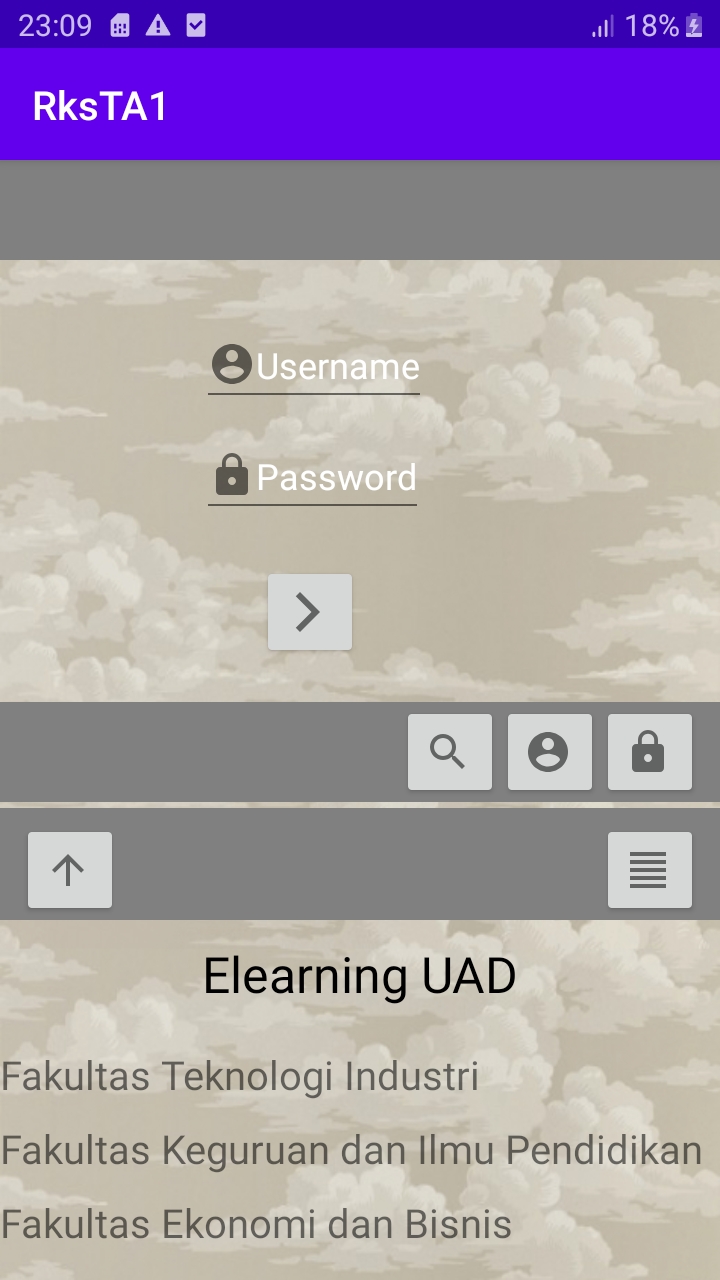 23:09
18%
RksTA1
Username
Password
Elearning UAD
Fakultas Teknologi Industri
Fakultas Keguruan dan Ilmu Pendidikan
Fakultas Ekonomi dan Bisnis